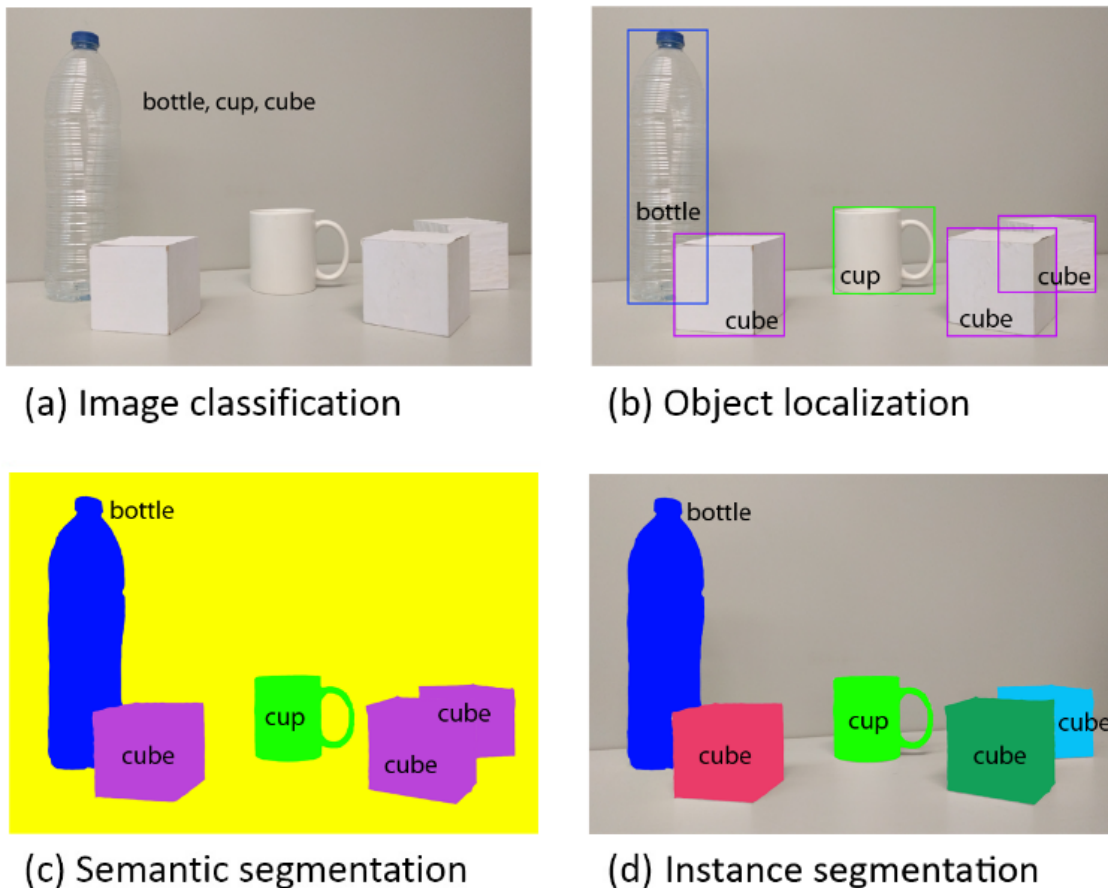 bottle, cup, cube
(a) Image classification
bottle
cup
cube
cube
cube
(b) Object localization
bottle
cup
cube
cube
cube
(c) Semantic segmentation
bottle
cup
cube
cube
cube
(d) Instance segmentation